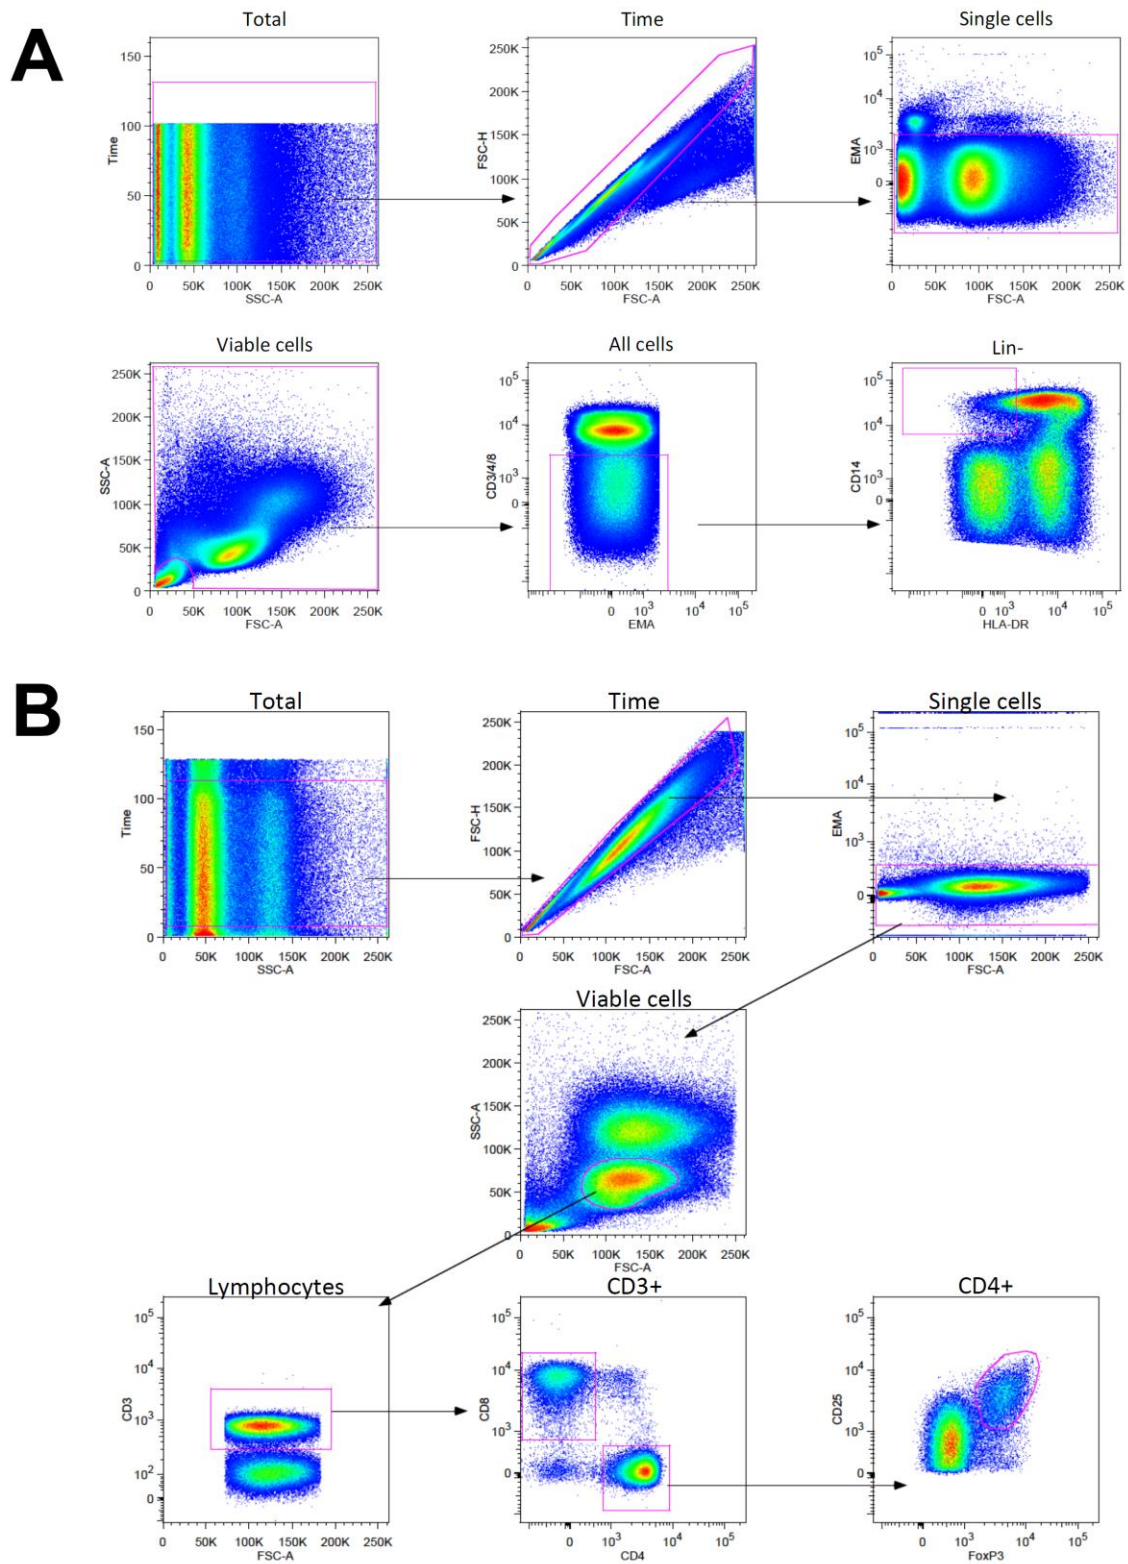 A
Total
Time
Single cells
150
100
50
0
Time
0 50K 100K 150K 200K 250K
SSC-A
250K
200K
150K
100K
50K
0
FSC-H
0 50K 100K 150K 200K 250K
FSC-A
10^5
10^4
10^3
0
EMA
0 50K 100K 150K 200K 250K
FSC-A
Viable cells
All cells
Lin-
250K
200K
150K
100K
50K
0
SSC-A
0 50K 100K 150K 200K 250K
FSC-A
10^5
10^4
10^3
0
CD3/4/8
0 10^3 10^4 10^5
EMA
10^5
10^4
10^3
0
CD14
0 10^3 10^4 10^5
HLA-DR
B
Total
Time
Single cells
150
100
50
0
Time
0 50K 100K 150K 200K 250K
SSC-A
250K
200K
150K
100K
50K
0
FSC-H
0 50K 100K 150K 200K 250K
FSC-A
10^5
10^4
10^3
0
EMA
0 50K 100K 150K 200K 250K
FSC-A
Viable cells
250K
200K
150K
100K
50K
0
SSC-A
0 50K 100K 150K 200K 250K
FSC-A
Lymphocytes
CD3+
CD4+
10^5
10^4
10^3
10^2
0
CD3
0 50K 100K 150K 200K 250K
FSC-A
10^5
10^4
10^3
0
CD8
0 10^3 10^4 10^5
CD4
10^5
10^4
10^3
0
CD25
0 10^3 10^4 10^5
FoxP3